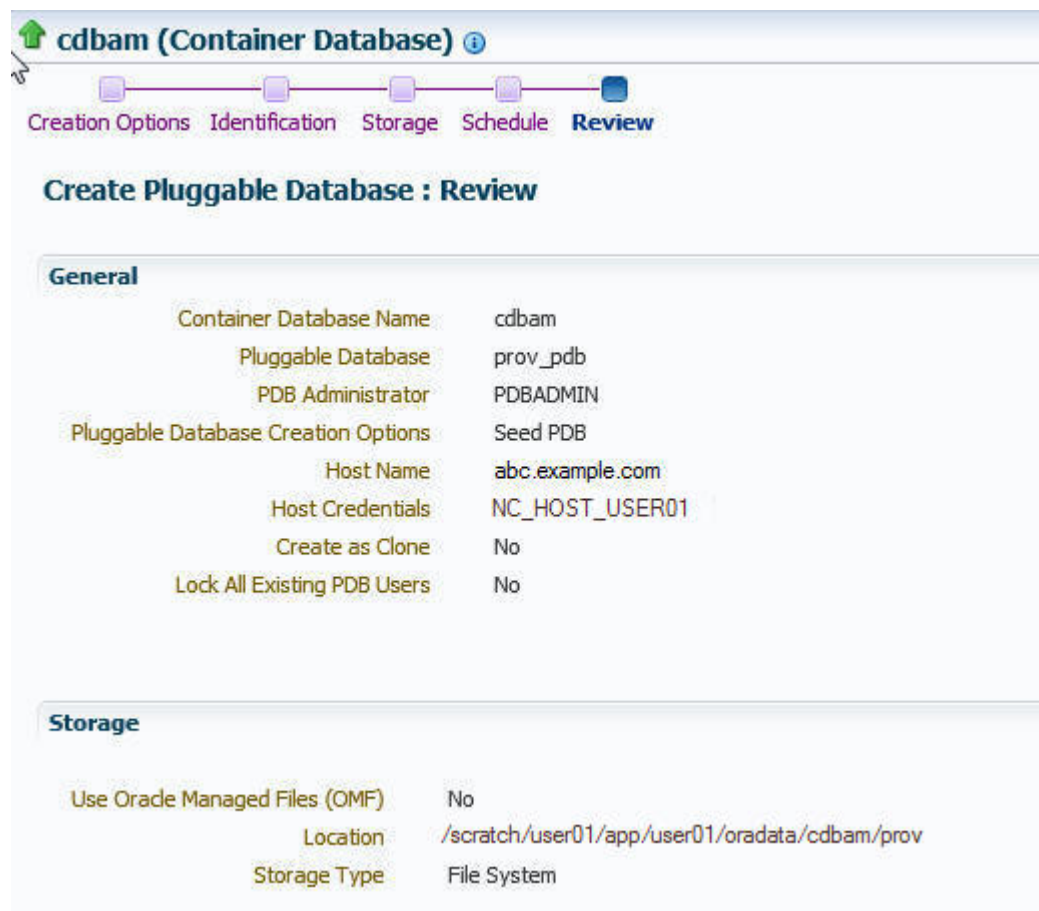 cdbam (Container Database)
Creation Options Identification Storage Schedule Review
Create Pluggable Database : Review
General
Container Database Name cdbam
Pluggable Database prov_pdb
PDB Administrator PDBADMIN
Pluggable Database Creation Options Seed PDB
Host Name abc.example.com
Host Credentials NC_HOST_USER01
Create as Clone No
Lock All Existing PDB Users No
Storage
Use Oracle Managed Files (OMF) No
Location /scratch/user01/app/user01/oradata/cdbam/prov
Storage Type File System